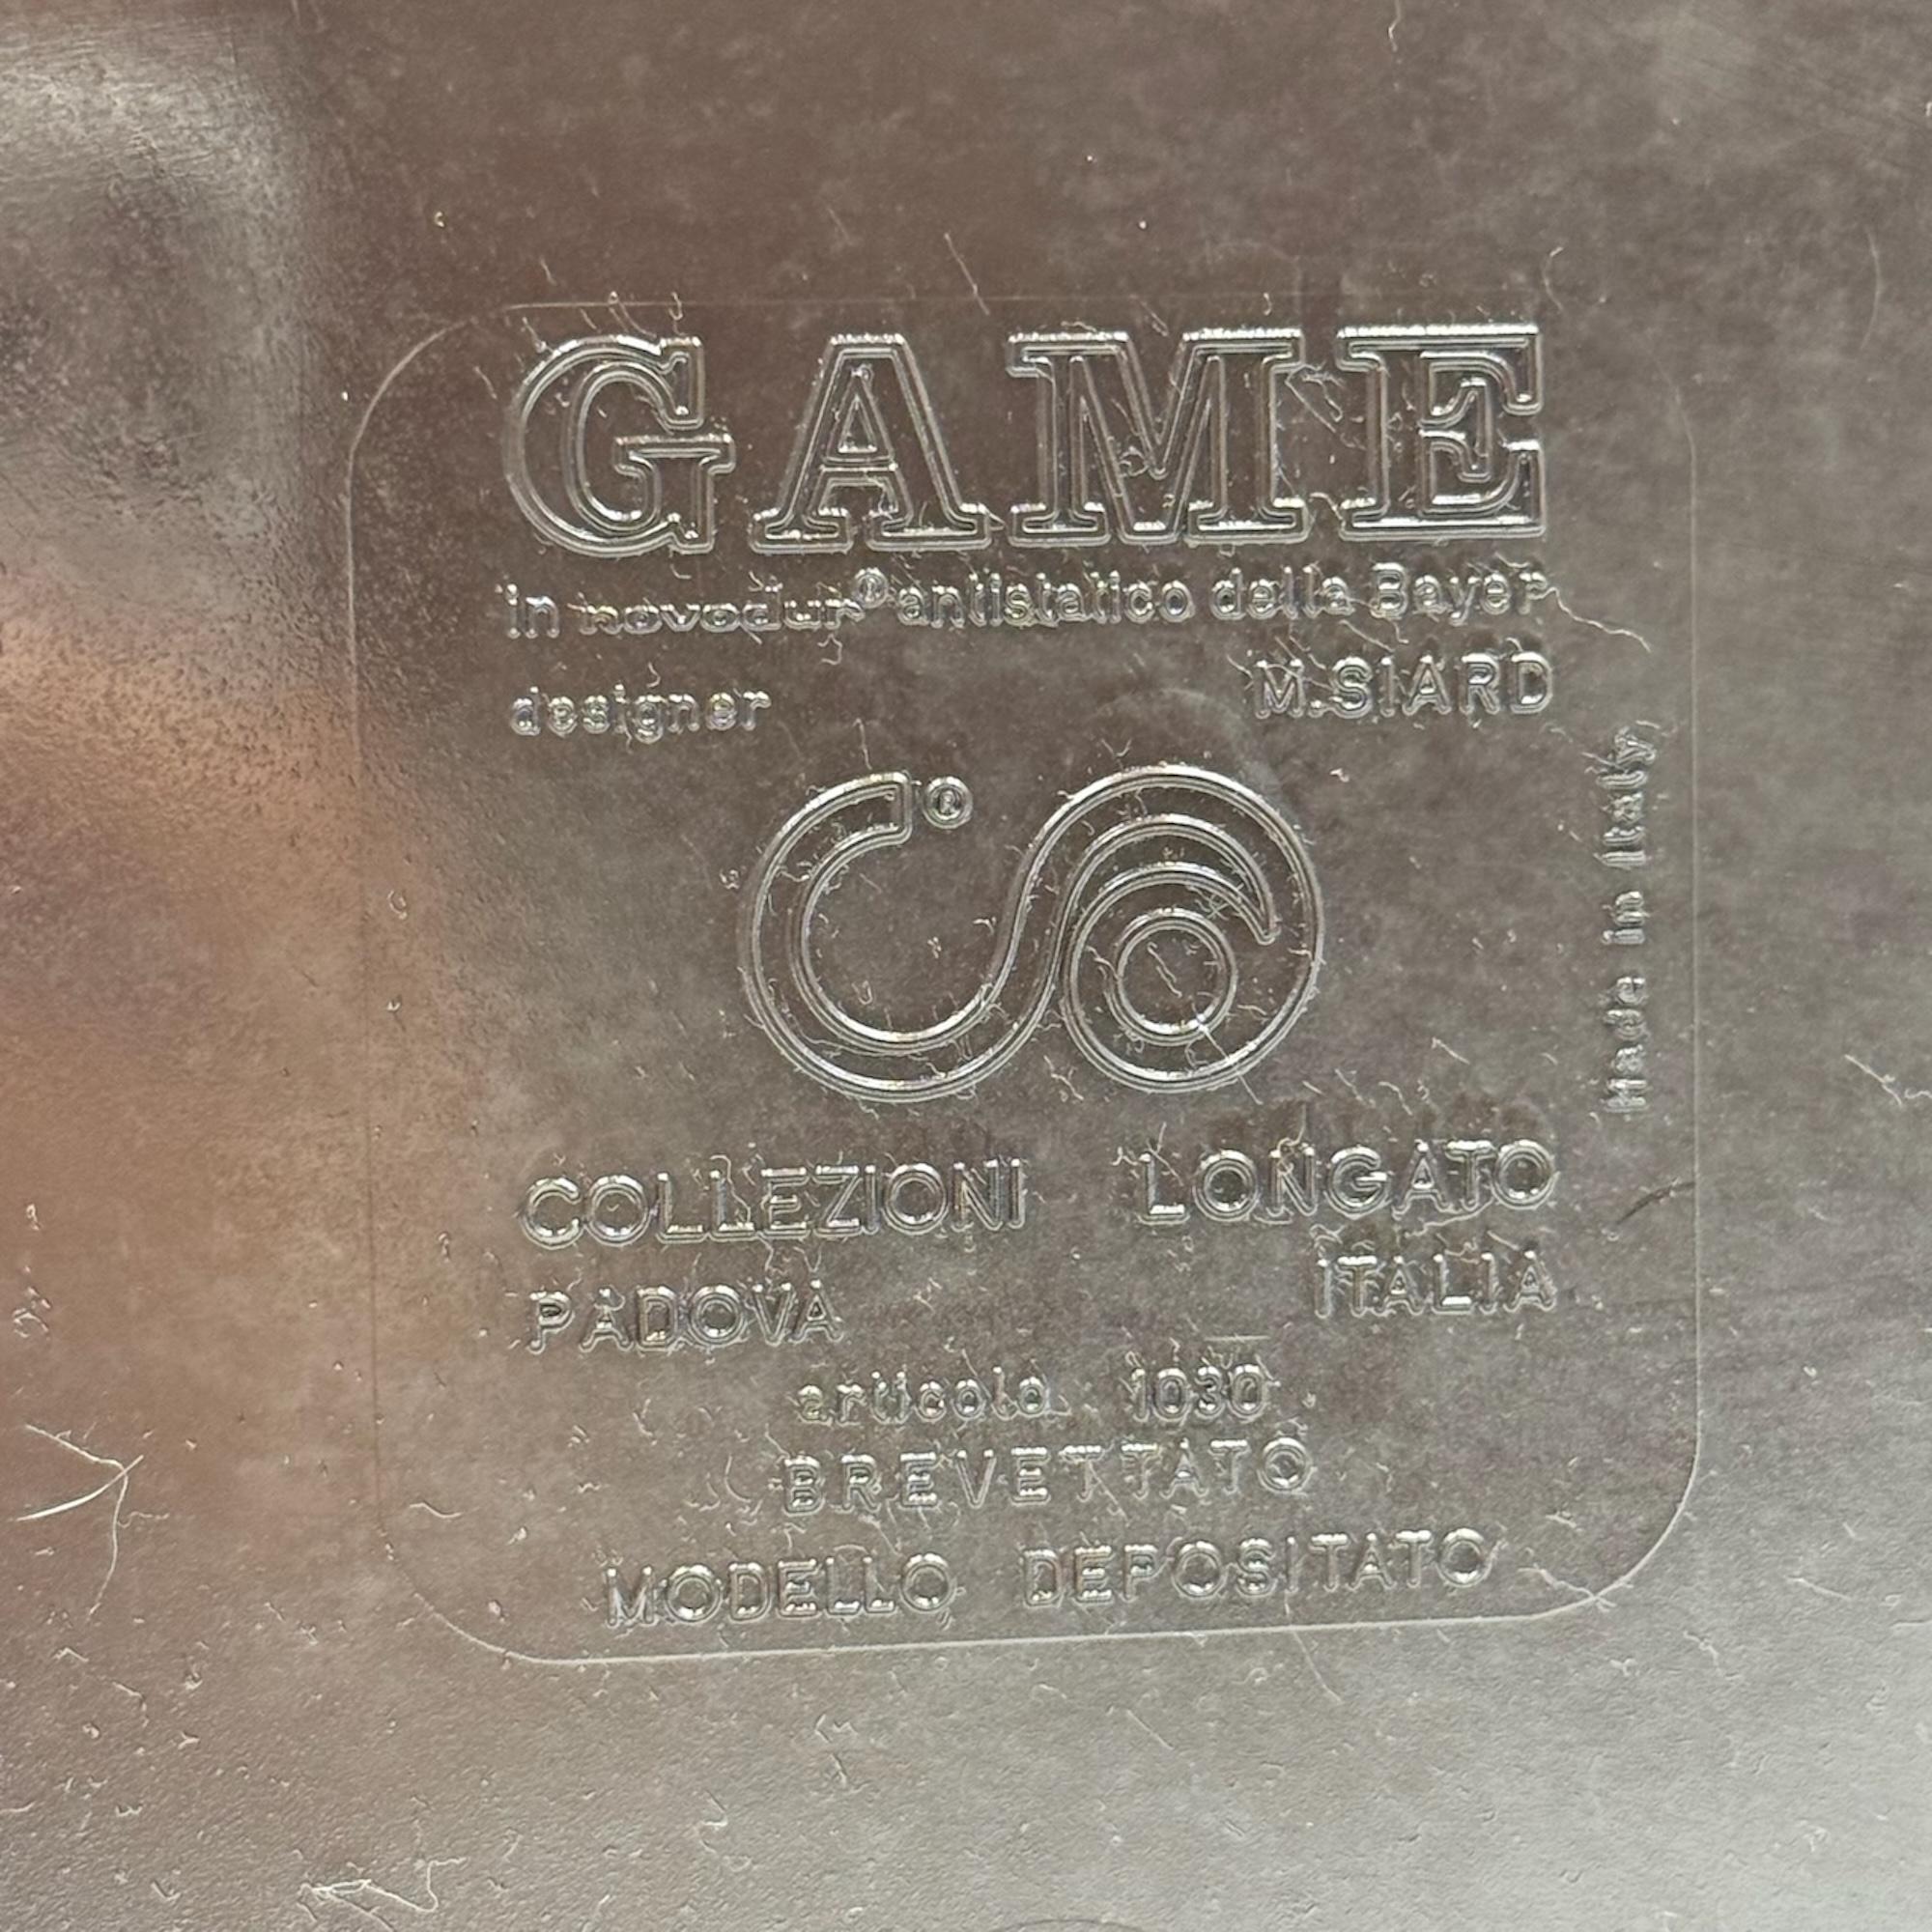 GAME
in novodur® antistatico della Bayer
designer M.SIARD
®
Made in Italy
COLLEZIONI LONGATO
PADOVA ITALIA
articolo 1030
BREVETTATO
MODELLO DEPOSITATO